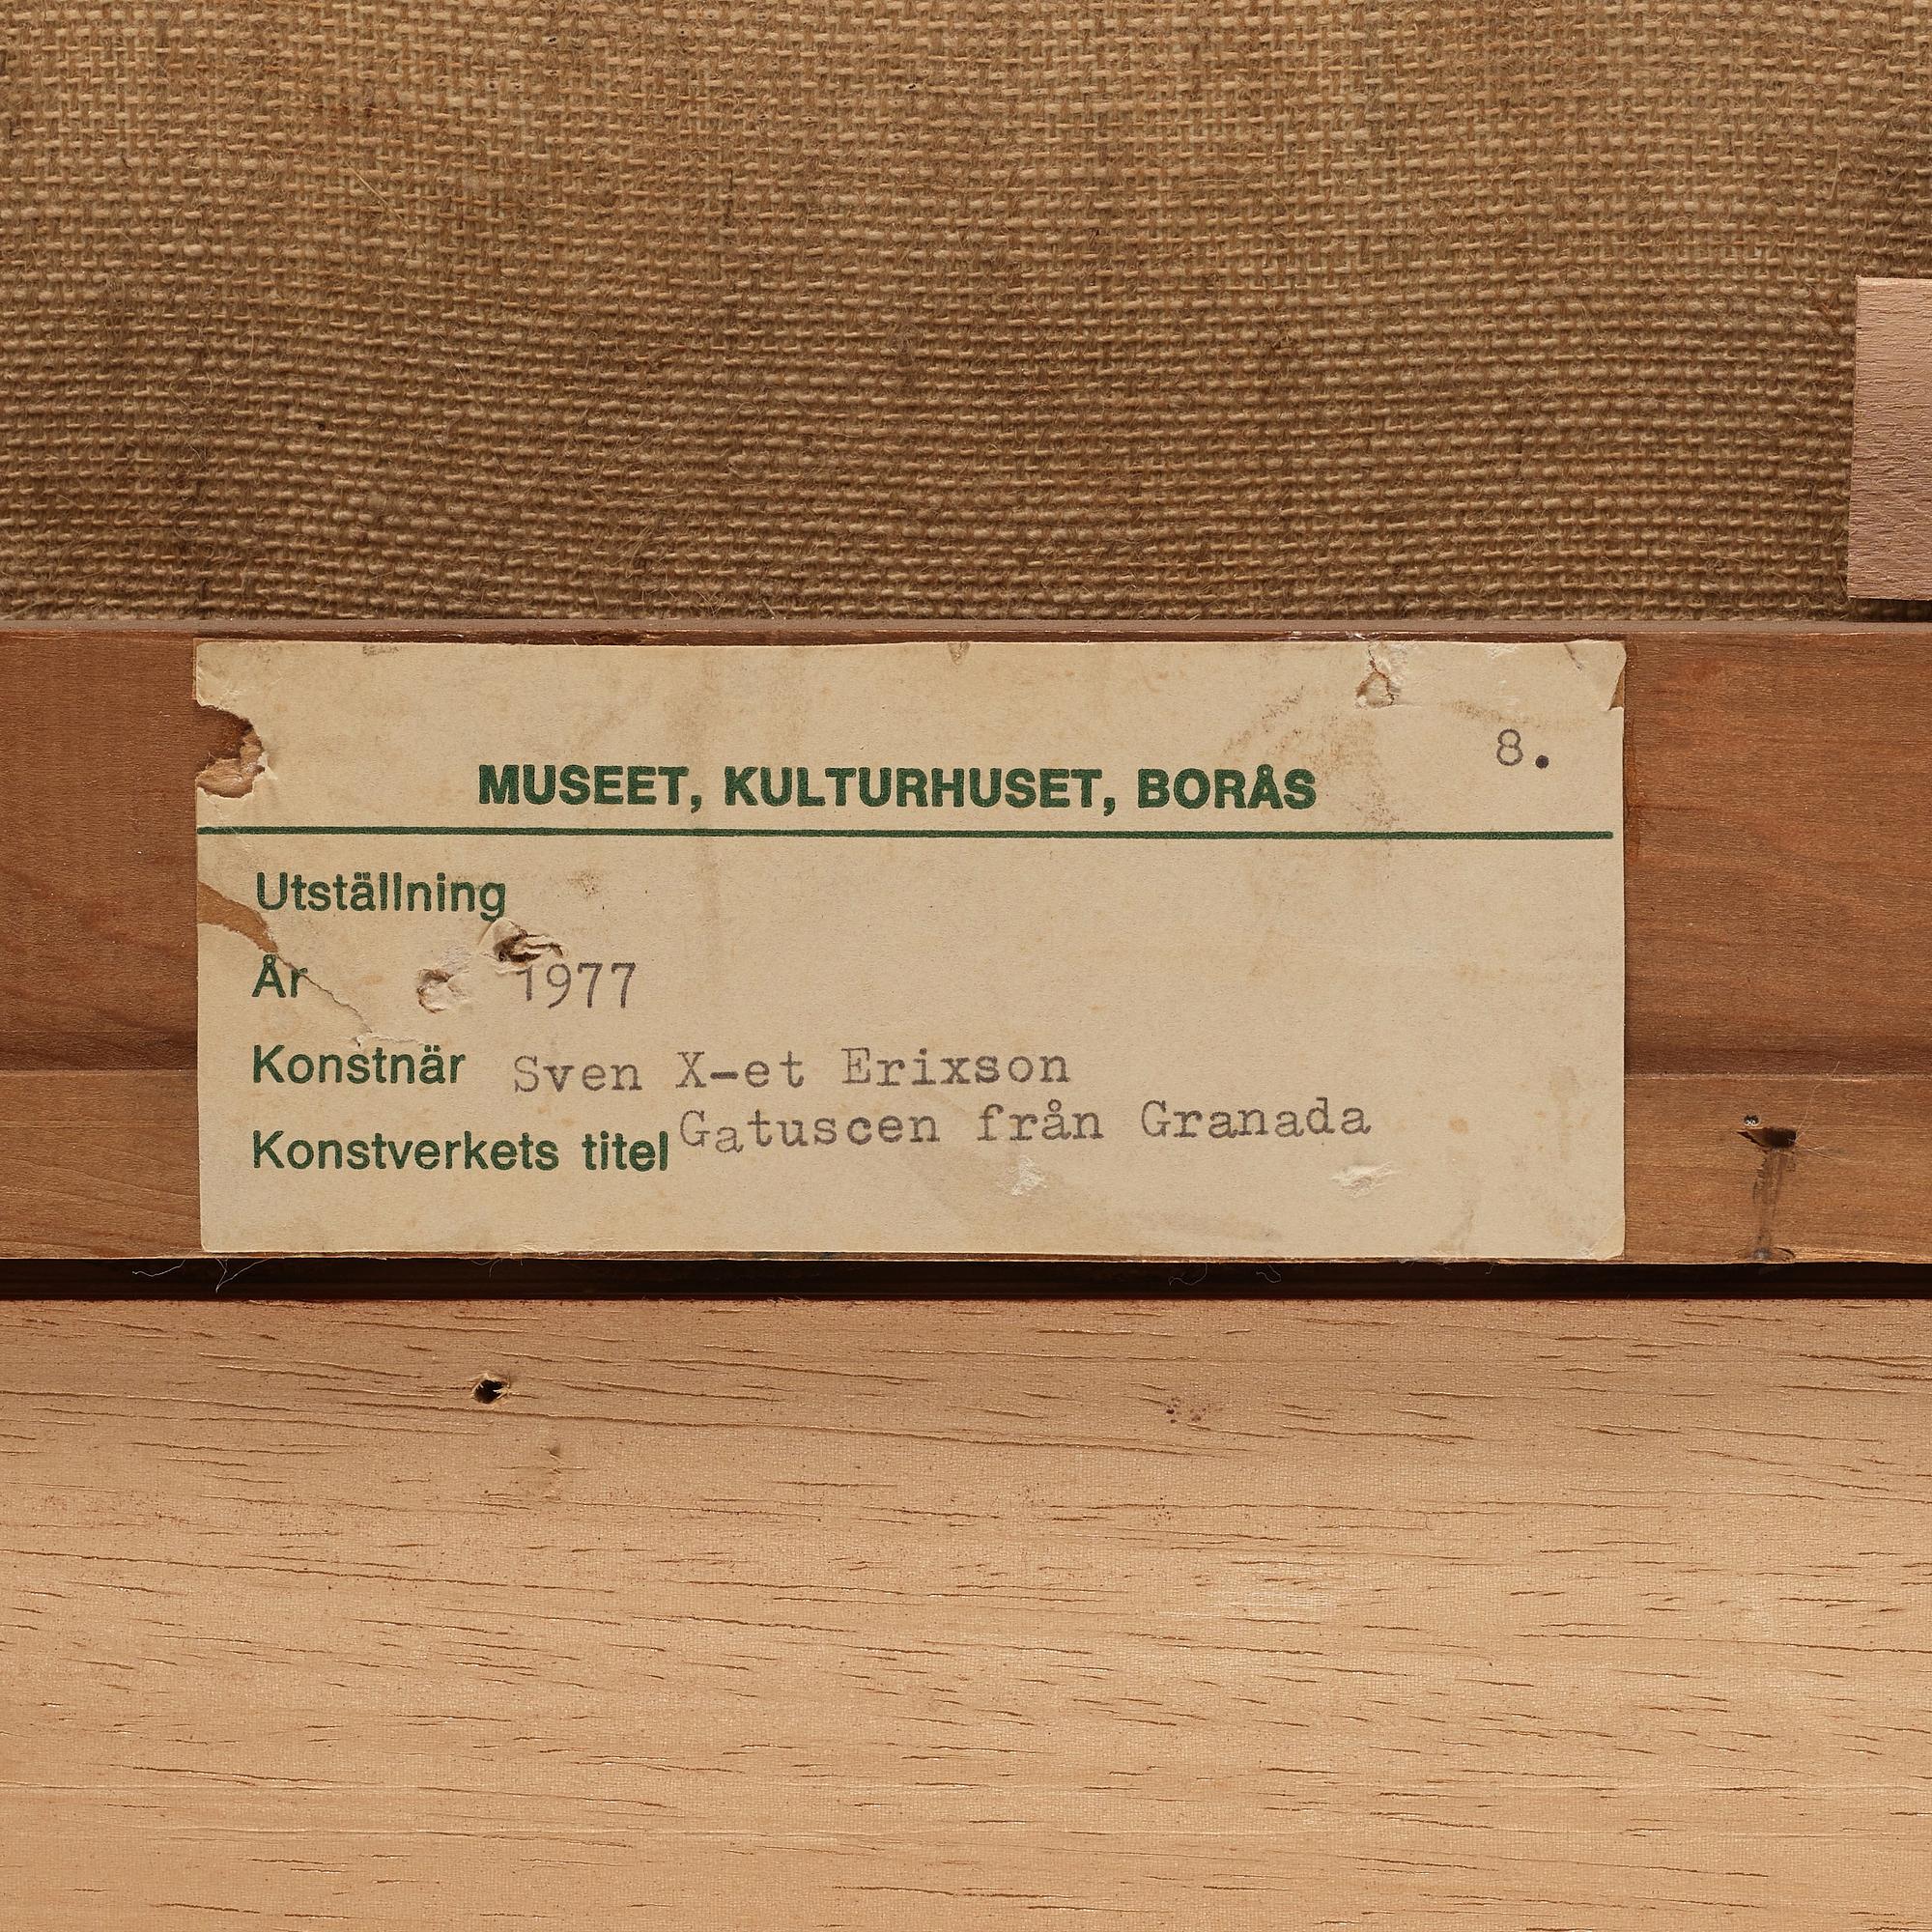 8.
MUSEET, KULTURHUSET, BORÅS
Utställning
År 1977
Konstnär Sven X-et Erixson
Konstverkets titel Gatuscen från Granada